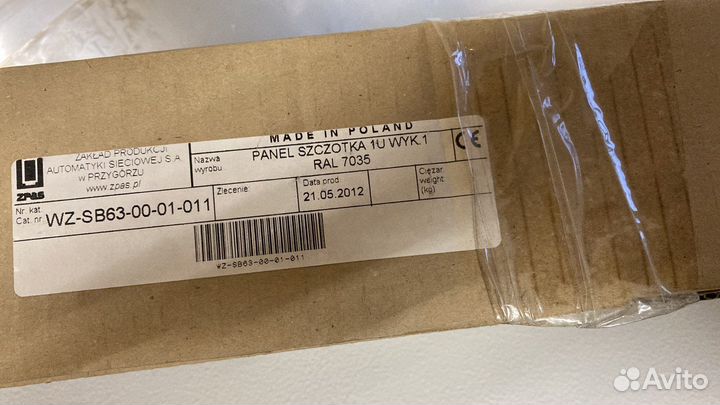 MADE IN POLAND
ZAKŁAD PRODUKCJI
AUTOMATYKI SIECIOWEJ S.A.
w PRZYGÓRZU
www.zpas.pl
ZPAS
Nazwa
wyrobu
PANEL SZCZOTKA 1U WYK.1
RAL 7035
CE
Nr. kat.
Cat. nr
WZ-SB63-00-01-011
Zlecenie:
Data prod.
21.05.2012
Ciężar.
weight:
(kg)
WZ-SB63-00-01-011
Avito